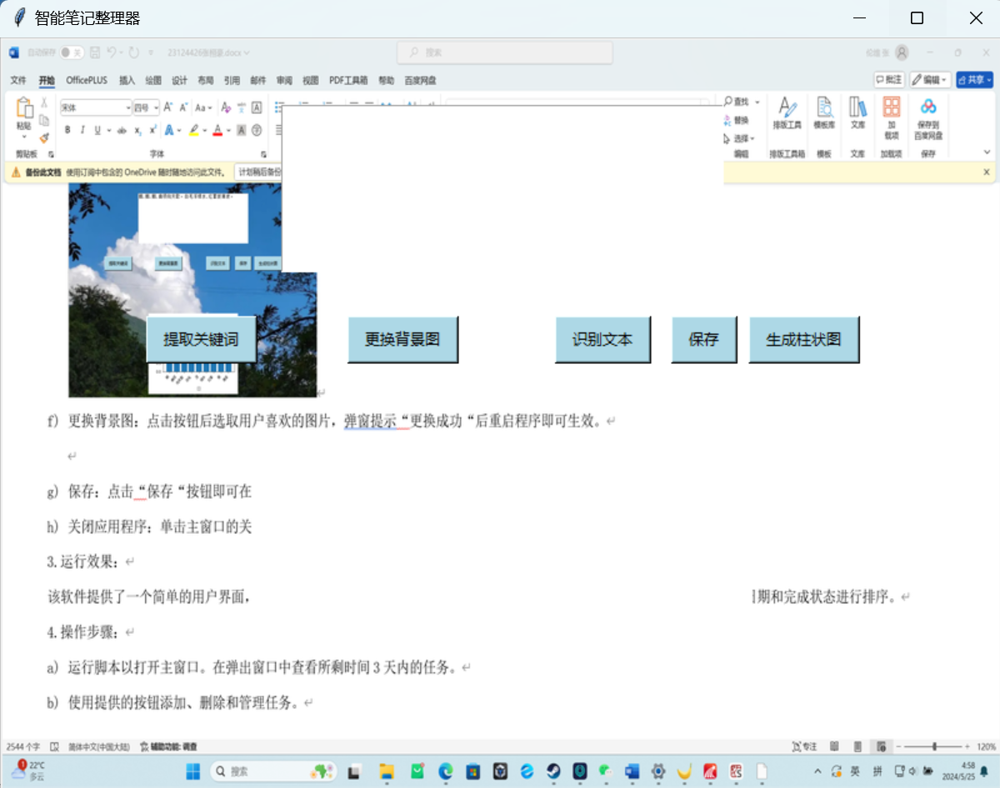 智能笔记整理器
自动保存 关 23124426张相豪.docx 搜索
文件 开始 OfficePLUS 插入 绘图 设计 布局 引用 邮件 审阅 视图 PDF工具箱 帮助 百度网盘 批注 编辑 共享
宋体 四号 查找
粘贴 替换 排版工具 模板库 文库 加载项 保存到百度网盘
选择
剪贴板 字体 编辑 排版工具箱 模板 文库 加载项 保存
备份此文档 使用订阅中包含的 OneDrive 随时随地访问此文件。 计划稍后备份
提取关键词 更换背景图 识别文本 保存 生成柱状图
提取关键词 更换背景图 识别文本 保存 生成柱状图
f) 更换背景图：点击按钮后选取用户喜欢的图片，弹窗提示“更换成功“后重启程序即可生效。
g) 保存：点击“保存“按钮即可在
h) 关闭应用程序：单击主窗口的关
3.运行效果：
该软件提供了一个简单的用户界面， 期和完成状态进行排序。
4.操作步骤：
a) 运行脚本以打开主窗口。在弹出窗口中查看所剩时间 3 天内的任务。
b) 使用提供的按钮添加、删除和管理任务。
2544 个字 简体中文(中国大陆) 辅助功能: 调查 专注 120%
1 22°C 多云 搜索 英 拼 4:58 2024/5/25